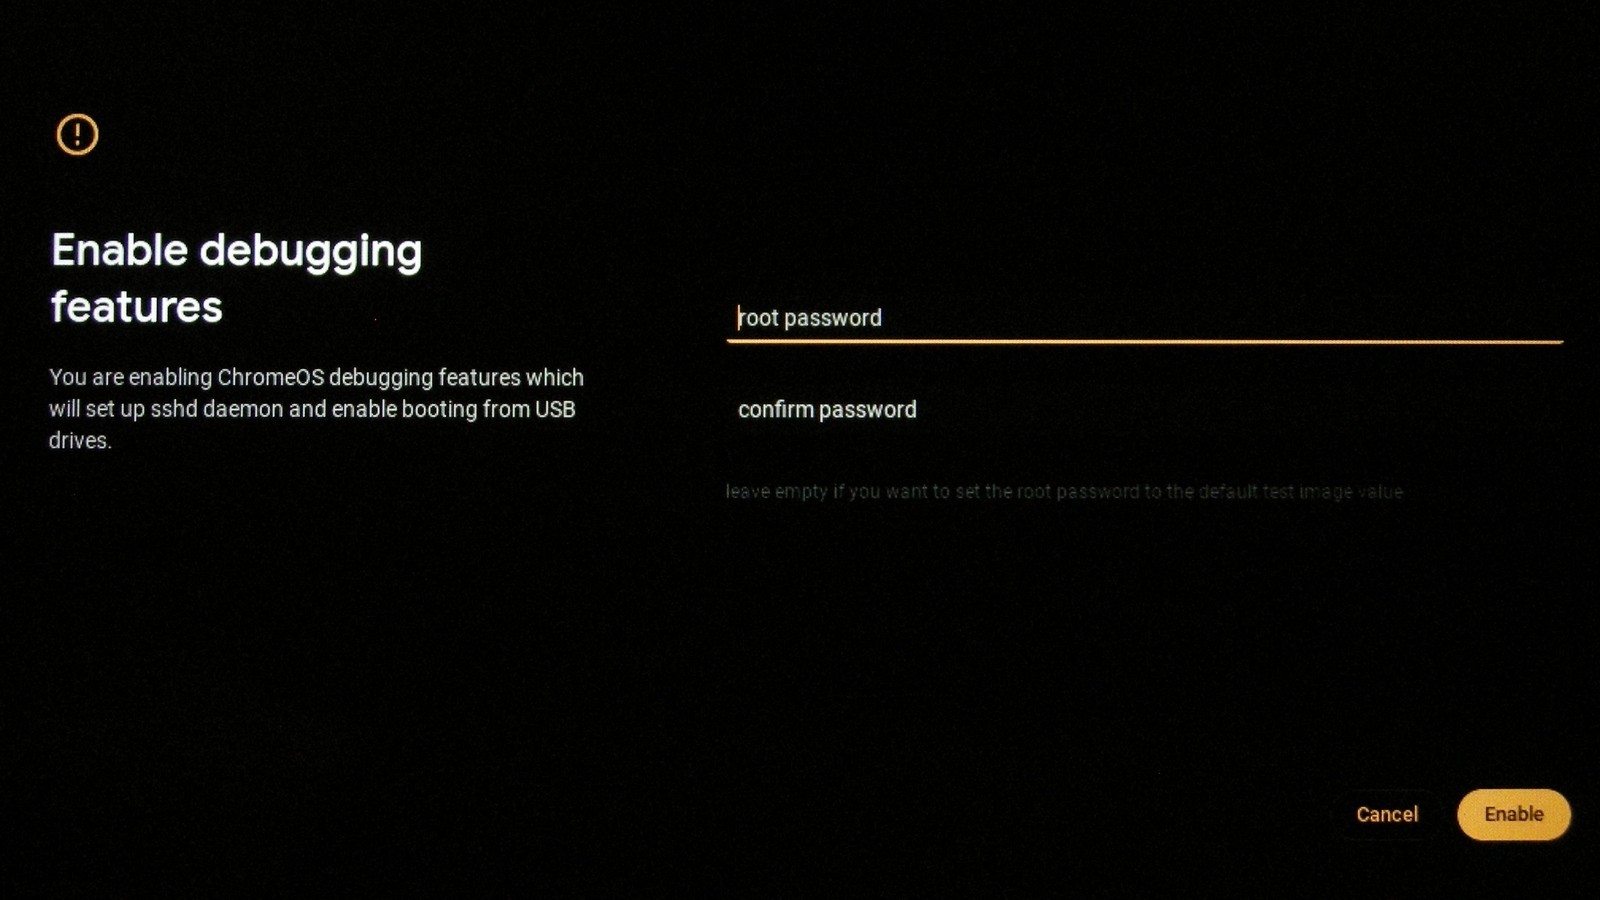 Enable debugging
features
You are enabling ChromeOS debugging features which
will set up sshd daemon and enable booting from USB
drives.
root password
confirm password
leave empty if you want to set the root password to the default test image value
Cancel
Enable